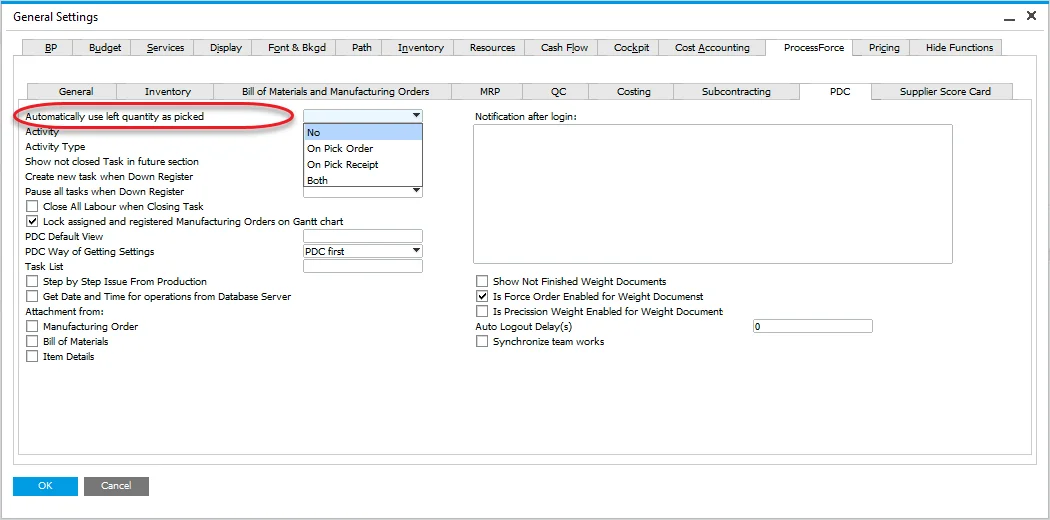 General Settings
BP Budget Services Display Font & Bkgd Path Inventory Resources Cash Flow Cockpit Cost Accounting ProcessForce Pricing Hide Functions
General Inventory Bill of Materials and Manufacturing Orders MRP QC Costing Subcontracting PDC Supplier Score Card
Automatically use left quantity as picked
Notification after login:
Activity
No
Activity Type
On Pick Order
Show not closed Task in future section
On Pick Receipt
Create new task when Down Register
Both
Pause all tasks when Down Register
Close All Labour when Closing Task
Lock assigned and registered Manufacturing Orders on Gantt chart
PDC Default View
PDC Way of Getting Settings PDC first
Task List
Step by Step Issue From Production
Show Not Finished Weight Documents
Get Date and Time for operations from Database Server
Is Force Order Enabled for Weight Documenst
Attachment from:
Is Precission Weight Enabled for Weight Document
Manufacturing Order
Auto Logout Delay(s) 0
Bill of Materials
Synchronize team works
Item Details
OK Cancel